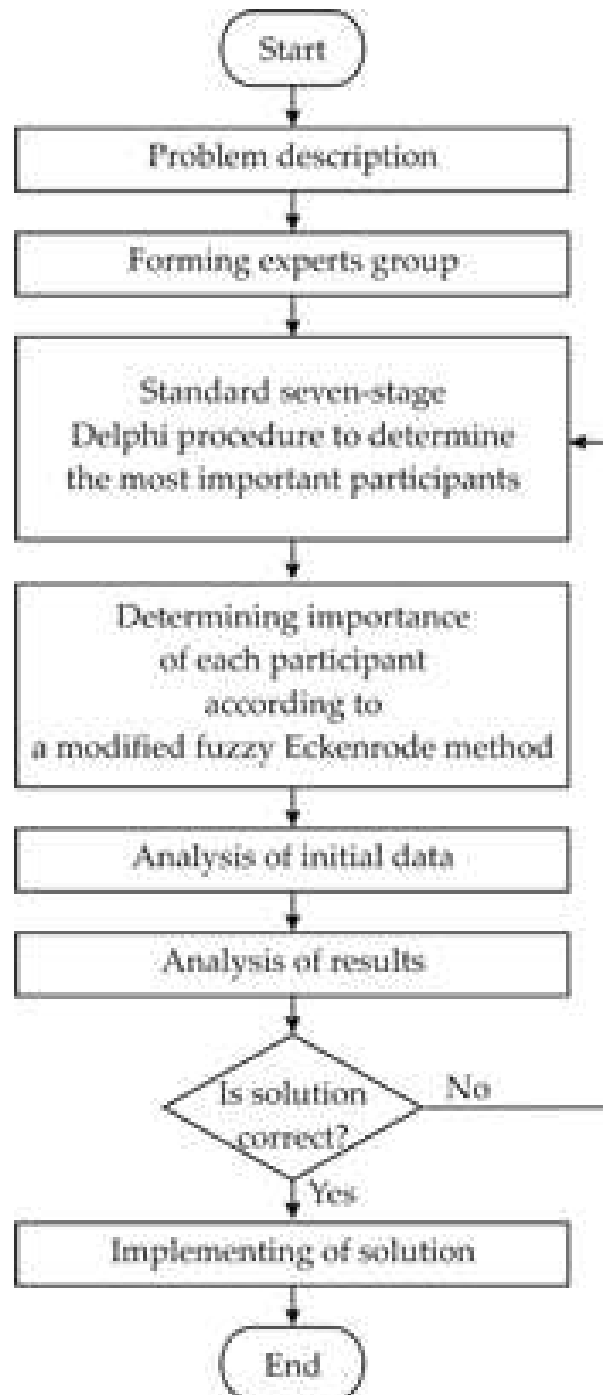 Start
Problem description
Forming experts group
Standard seven-stage
Delphi procedure to determine
the most important participants
Determining importance
of each participant
according to
a modified fuzzy Eckenrode method
Analysis of initial data
Analysis of results
Is solution
correct?
No
Yes
Implementing of solution
End